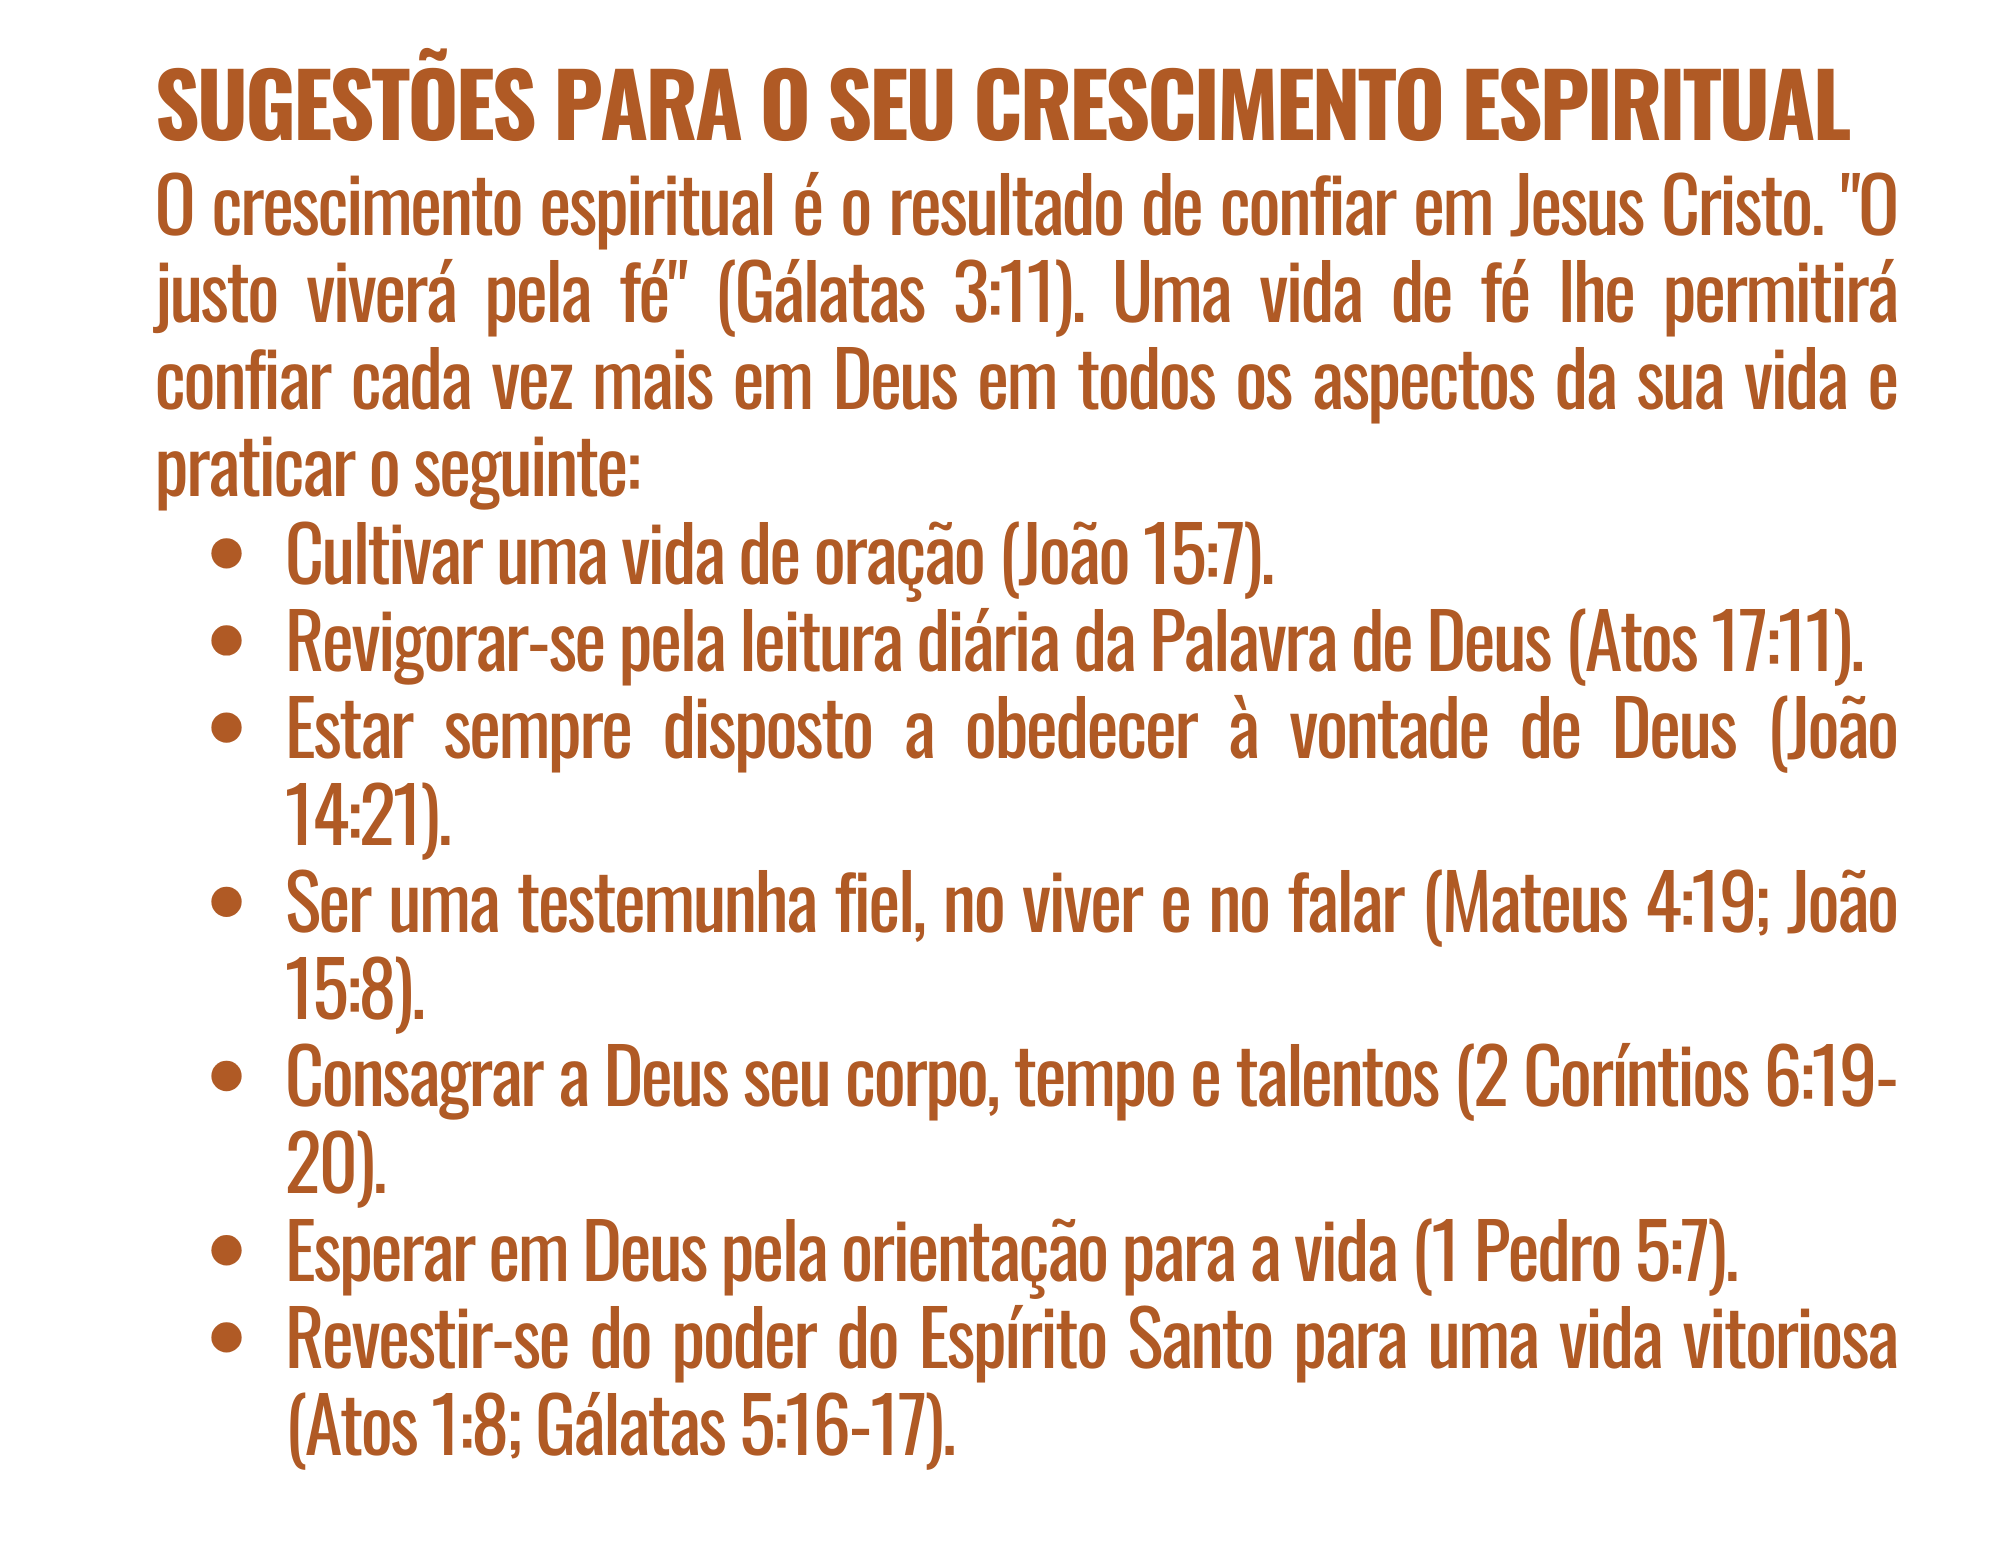 SUGESTÕES PARA O SEU CRESCIMENTO ESPIRITUAL
O crescimento espiritual é o resultado de confiar em Jesus Cristo. "O
justo viverá pela fé" (Gálatas 3:11). Uma vida de fé lhe permitirá
confiar cada vez mais em Deus em todos os aspectos da sua vida e
praticar o seguinte:
● Cultivar uma vida de oração (João 15:7).
● Revigorar-se pela leitura diária da Palavra de Deus (Atos 17:11).
● Estar sempre disposto a obedecer à vontade de Deus (João
14:21).
● Ser uma testemunha fiel, no viver e no falar (Mateus 4:19; João
15:8).
● Consagrar a Deus seu corpo, tempo e talentos (2 Coríntios 6:19-
20).
● Esperar em Deus pela orientação para a vida (1 Pedro 5:7).
● Revestir-se do poder do Espírito Santo para uma vida vitoriosa
(Atos 1:8; Gálatas 5:16-17).